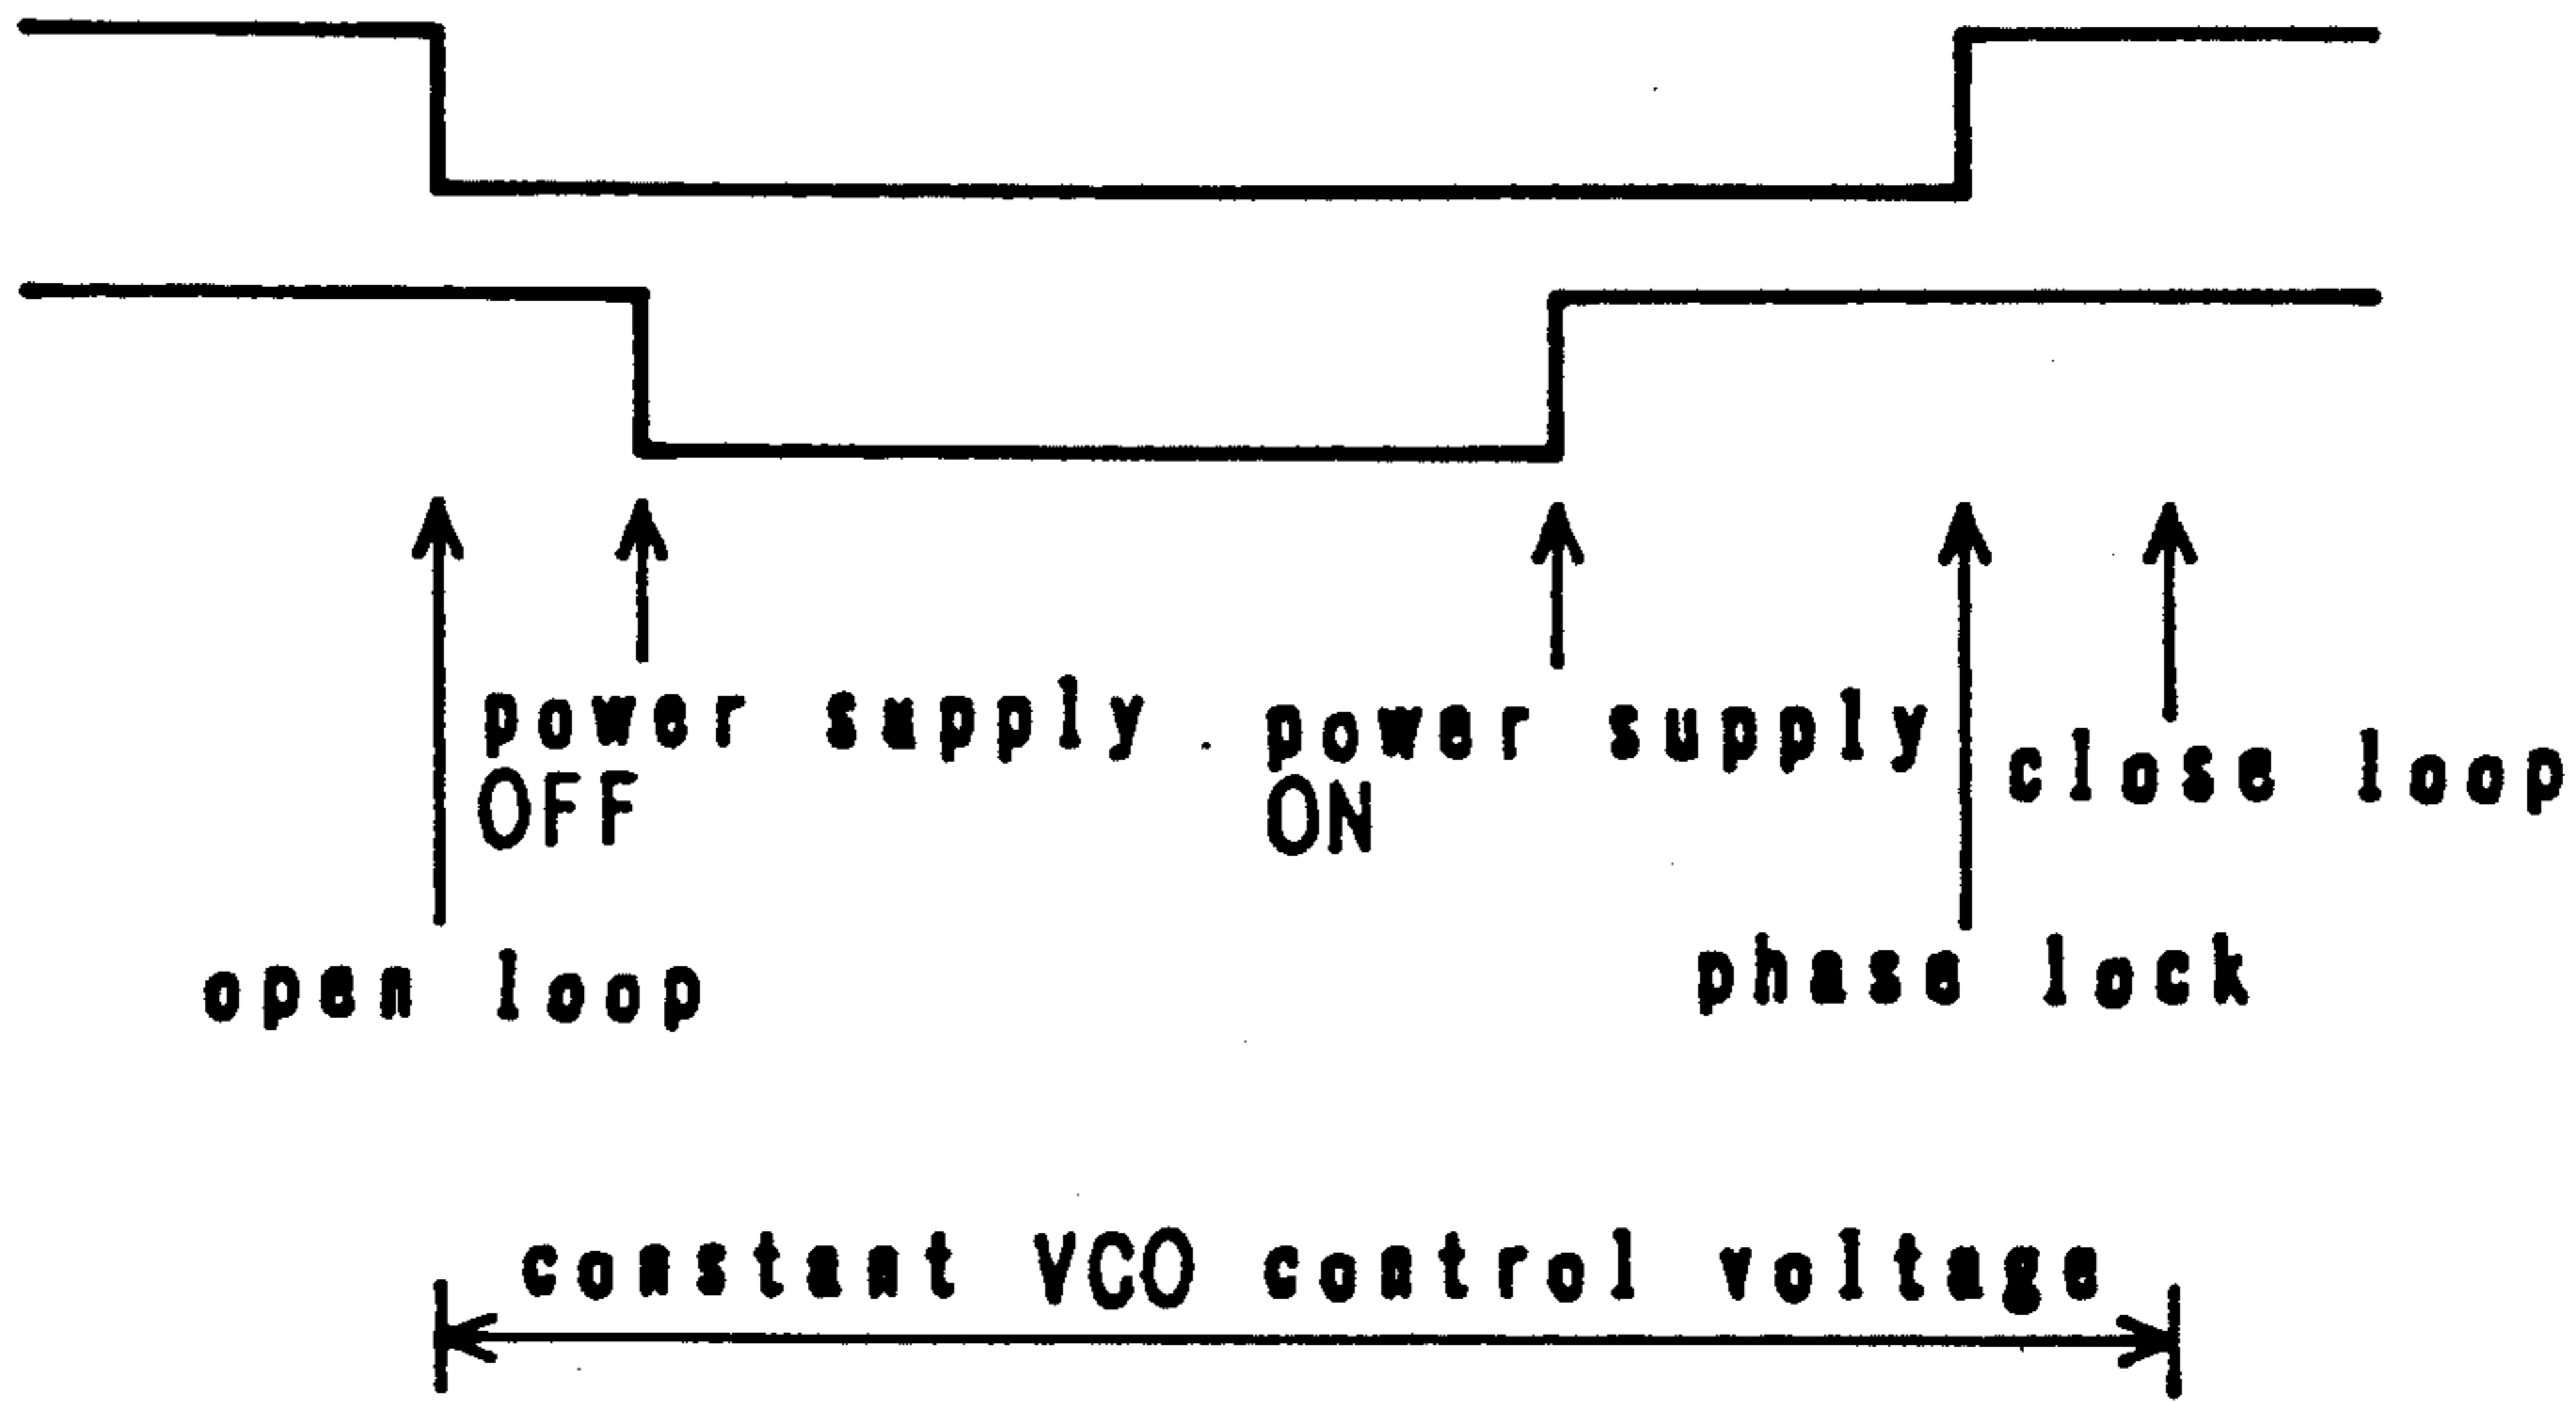 power supply
OFF
power supply
ON
close loop
open loop
phase lock
constant VCO control voltage